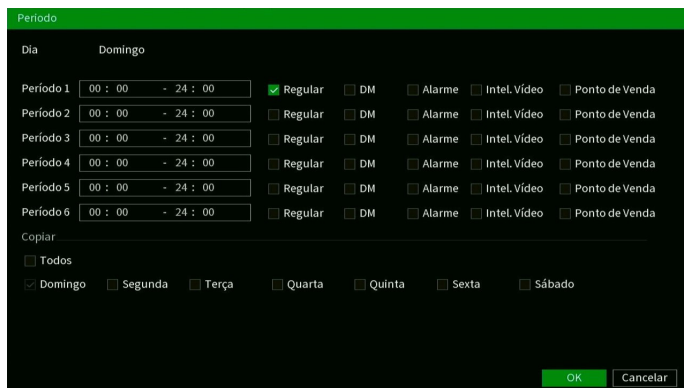 Período
Dia Domingo
Período 1 00 : 00 - 24 : 00 Regular DM Alarme Intel. Vídeo Ponto de Venda
Período 2 00 : 00 - 24 : 00 Regular DM Alarme Intel. Vídeo Ponto de Venda
Período 3 00 : 00 - 24 : 00 Regular DM Alarme Intel. Vídeo Ponto de Venda
Período 4 00 : 00 - 24 : 00 Regular DM Alarme Intel. Vídeo Ponto de Venda
Período 5 00 : 00 - 24 : 00 Regular DM Alarme Intel. Vídeo Ponto de Venda
Período 6 00 : 00 - 24 : 00 Regular DM Alarme Intel. Vídeo Ponto de Venda
Copiar
Todos
Domingo Segunda Terça Quarta Quinta Sexta Sábado
OK Cancelar